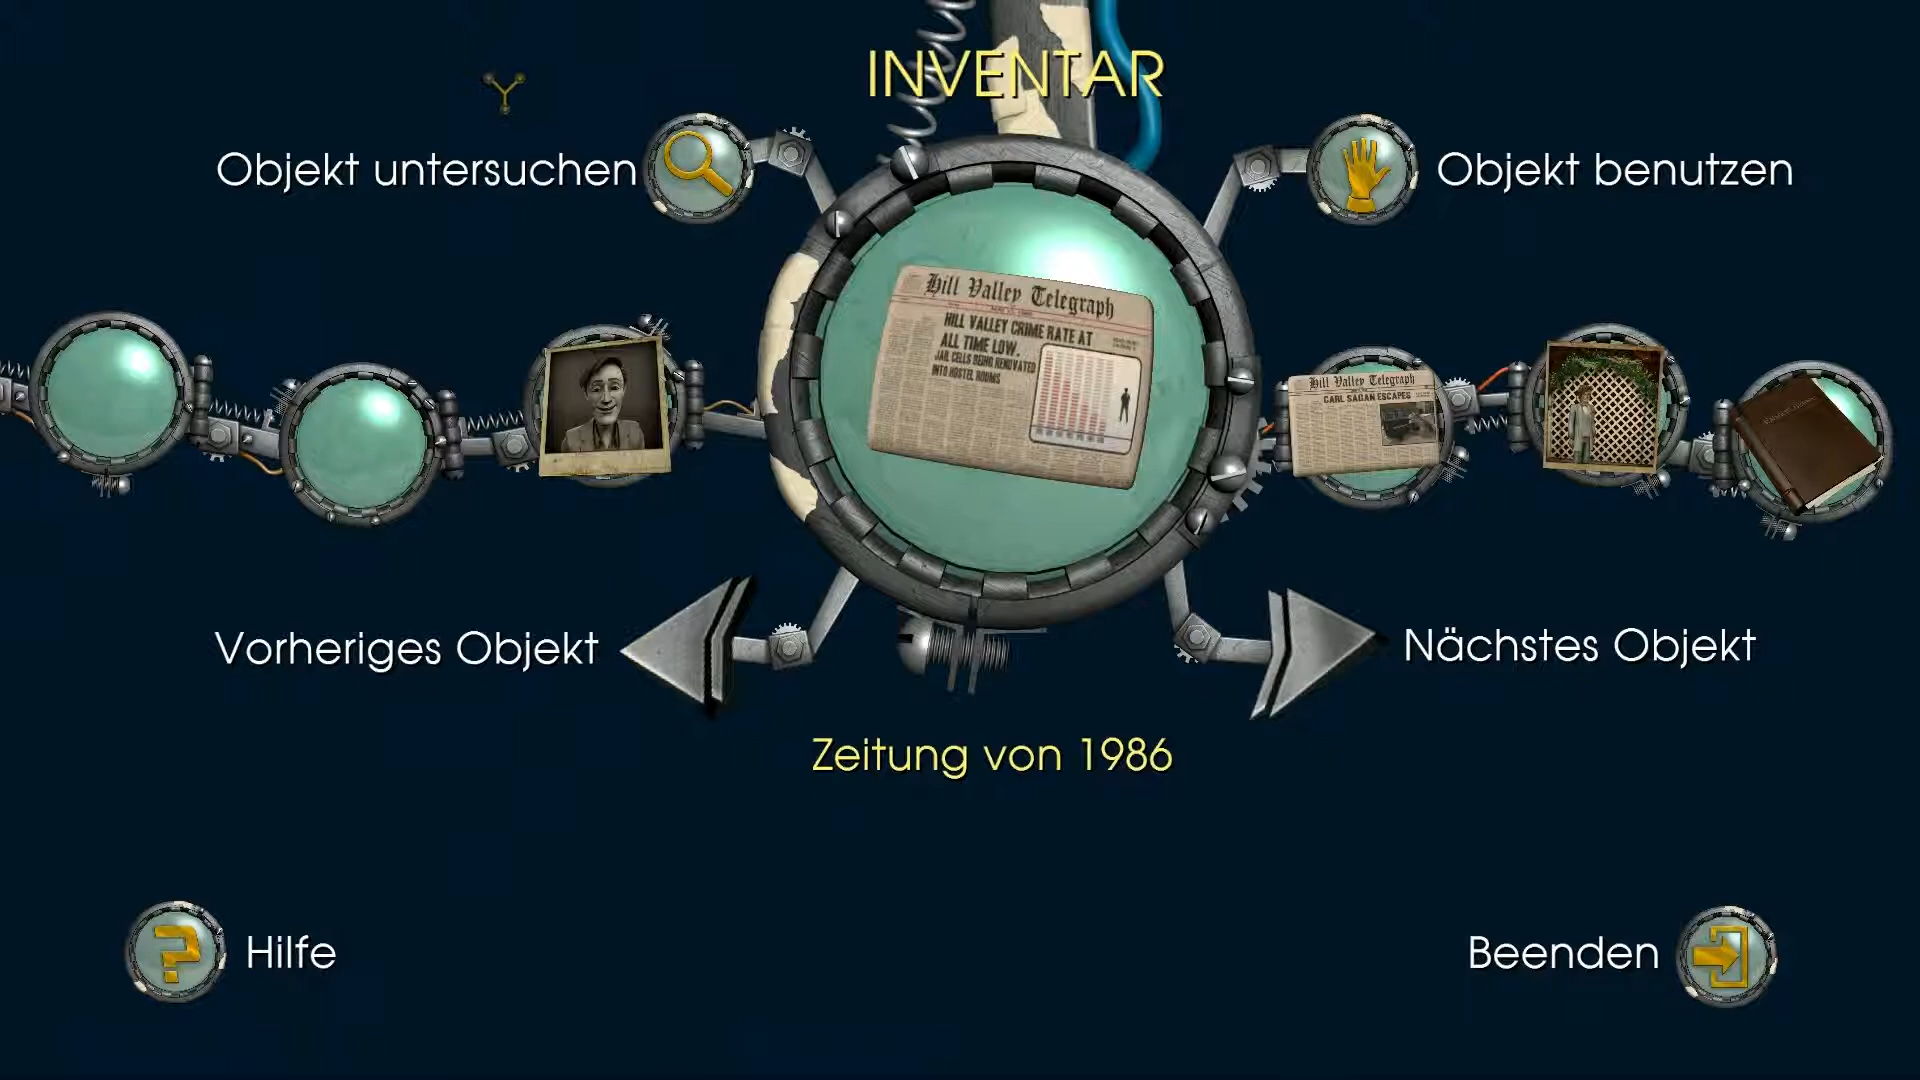 INVENTAR
Objekt untersuchen
Objekt benutzen
Hill Valley Telegraph
HILL VALLEY CRIME RATE AT
ALL TIME LOW.
JAIL CELLS BEING RENOVATED
INTO HOSTEL ROOMS
Hill Valley Telegraph
CARL SAGAN ESCAPES
Vorheriges Objekt
Nächstes Objekt
Zeitung von 1986
Hilfe
Beenden